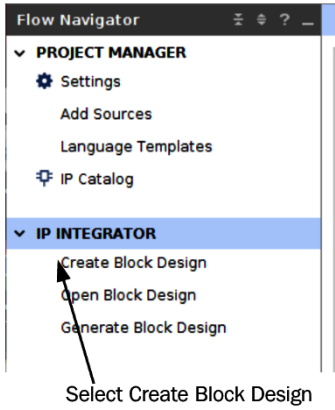 Flow Navigator ?
PROJECT MANAGER
Settings
Add Sources
Language Templates
IP Catalog
IP INTEGRATOR
Create Block Design
Open Block Design
Generate Block Design
Select Create Block Design